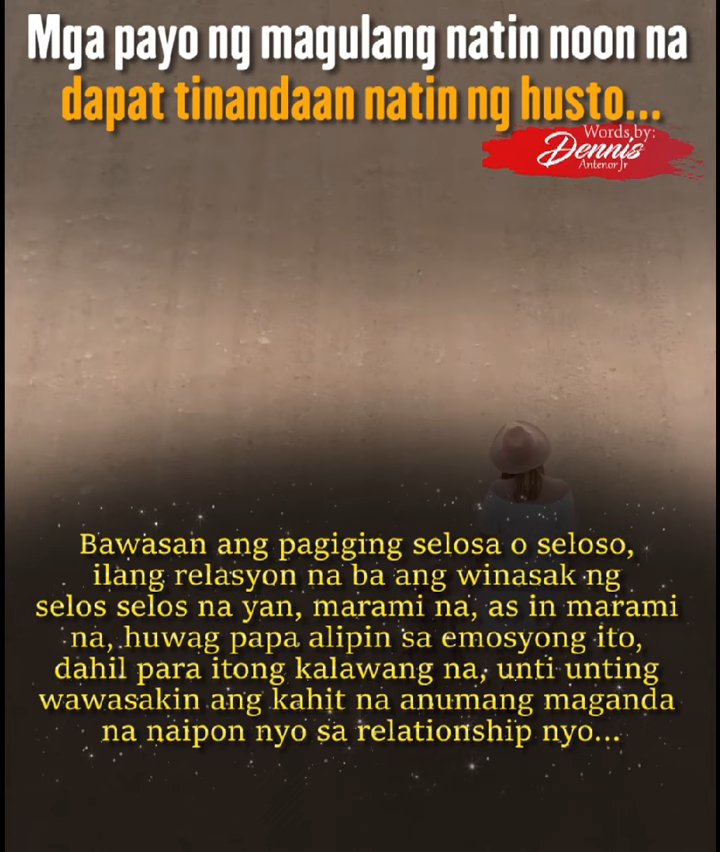 Mga payo ng magulang natin noon na
dapat tinandaan natin ng husto...
Words by:
Dennis
Antenor Jr
Bawasan ang pagiging selosa o seloso,
ilang relasyon na ba ang winasak ng
selos selos na yan, marami na, as in marami
na, huwag papa alipin sa emosyong ito,
dahil para itong kalawang na, unti unting
wawasakin ang kahit na anumang maganda
na naipon nyo sa relationship nyo...